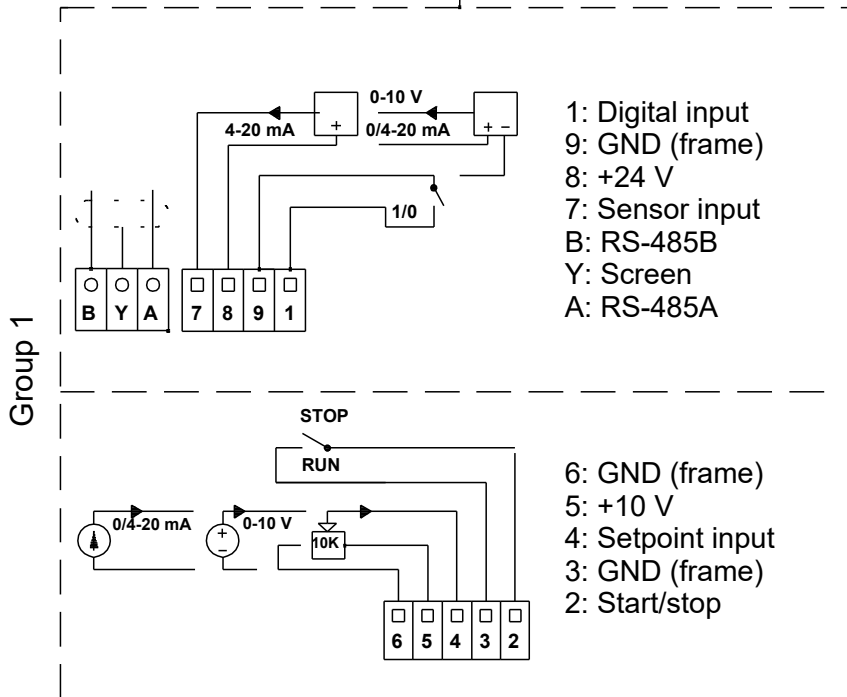 Group 1
0-10 V
4-20 mA
0/4-20 mA
+
+ -
1/0
B Y A 7 8 9 1
1: Digital input
9: GND (frame)
8: +24 V
7: Sensor input
B: RS-485B
Y: Screen
A: RS-485A
STOP
RUN
0/4-20 mA
0-10 V
+
-
10K
6 5 4 3 2
6: GND (frame)
5: +10 V
4: Setpoint input
3: GND (frame)
2: Start/stop